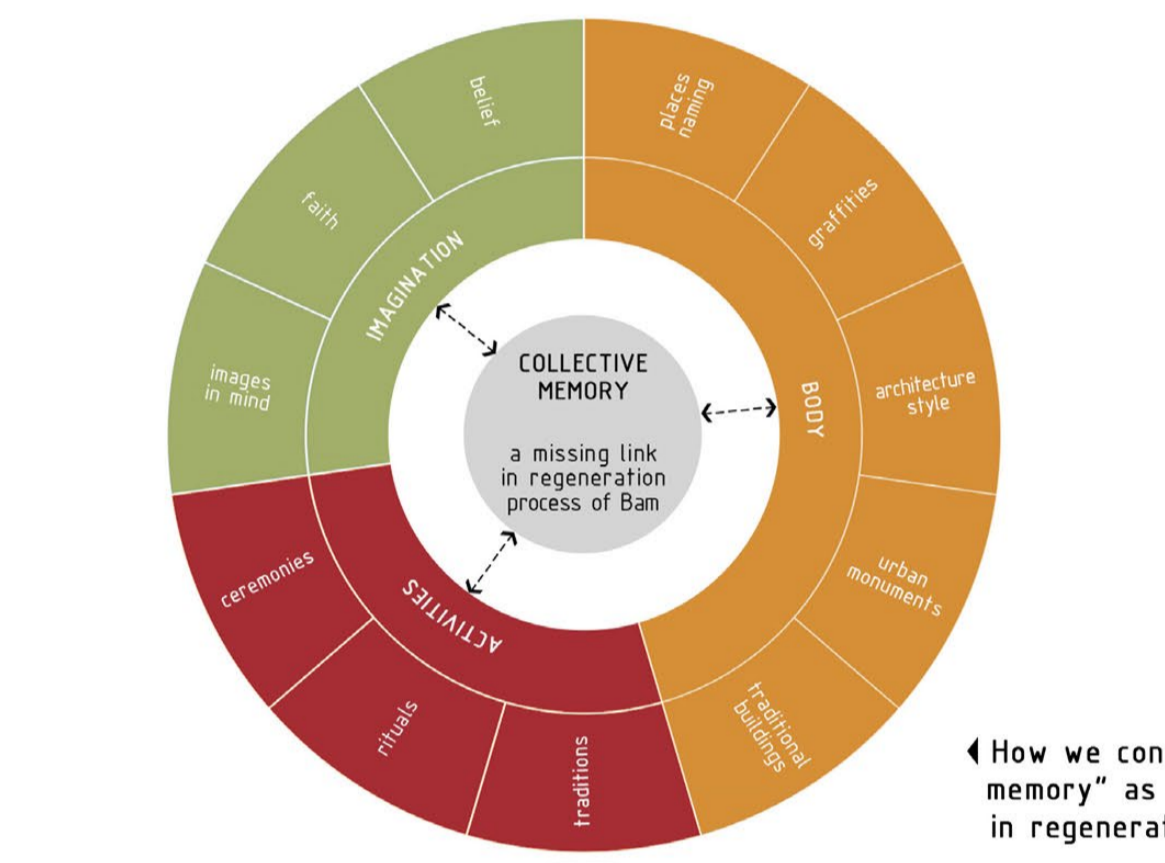 belief
faith
images
in mind
IMAGINATION
places
naming
graffities
architecture
style
urban
monuments
traditional
buildings
BODY
ceremonies
rituals
traditions
ACTIVITIES
COLLECTIVE
MEMORY
a missing link
in regeneration
process of Bam
How we con
memory" as
in regenerat